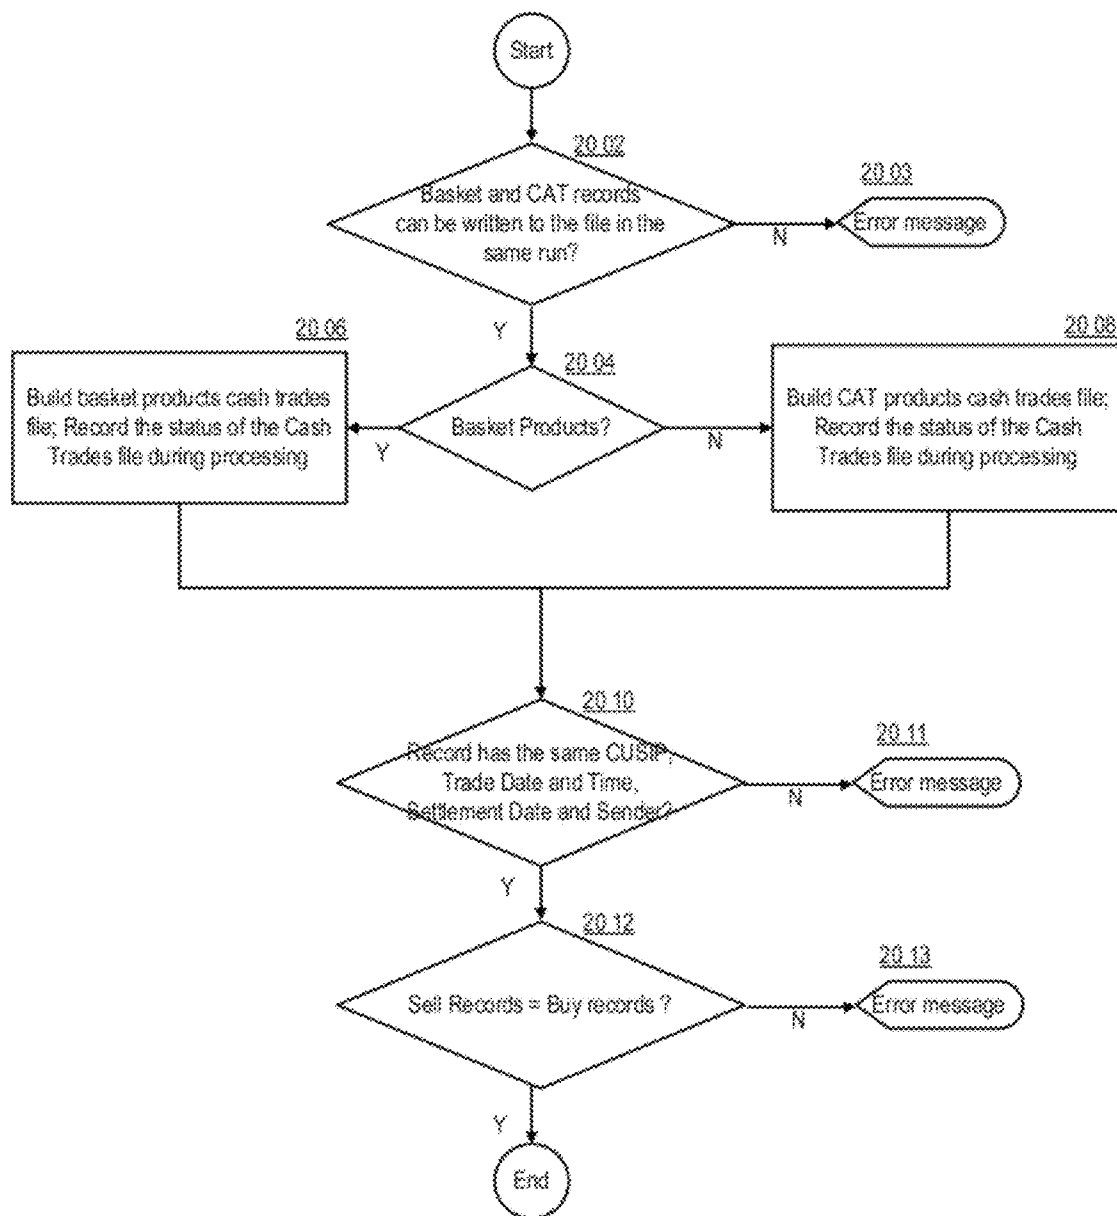 Start
20.02
Basket and CAT records
can be written to the file in the
same run?
20.03
Error message
N
Y
20.06
20.04
20.08
Build basket products cash trades
file; Record the status of the Cash
Trades file during processing
Y
Basket Products?
N
Build CAT products cash trades file;
Record the status of the Cash
Trades file during processing
20.10
Record has the same CUSIP,
Trade Date and Time,
Settlement Date and Sender?
20.11
Error message
N
Y
20.12
Sell Records = Buy records ?
20.13
Error message
N
Y
End